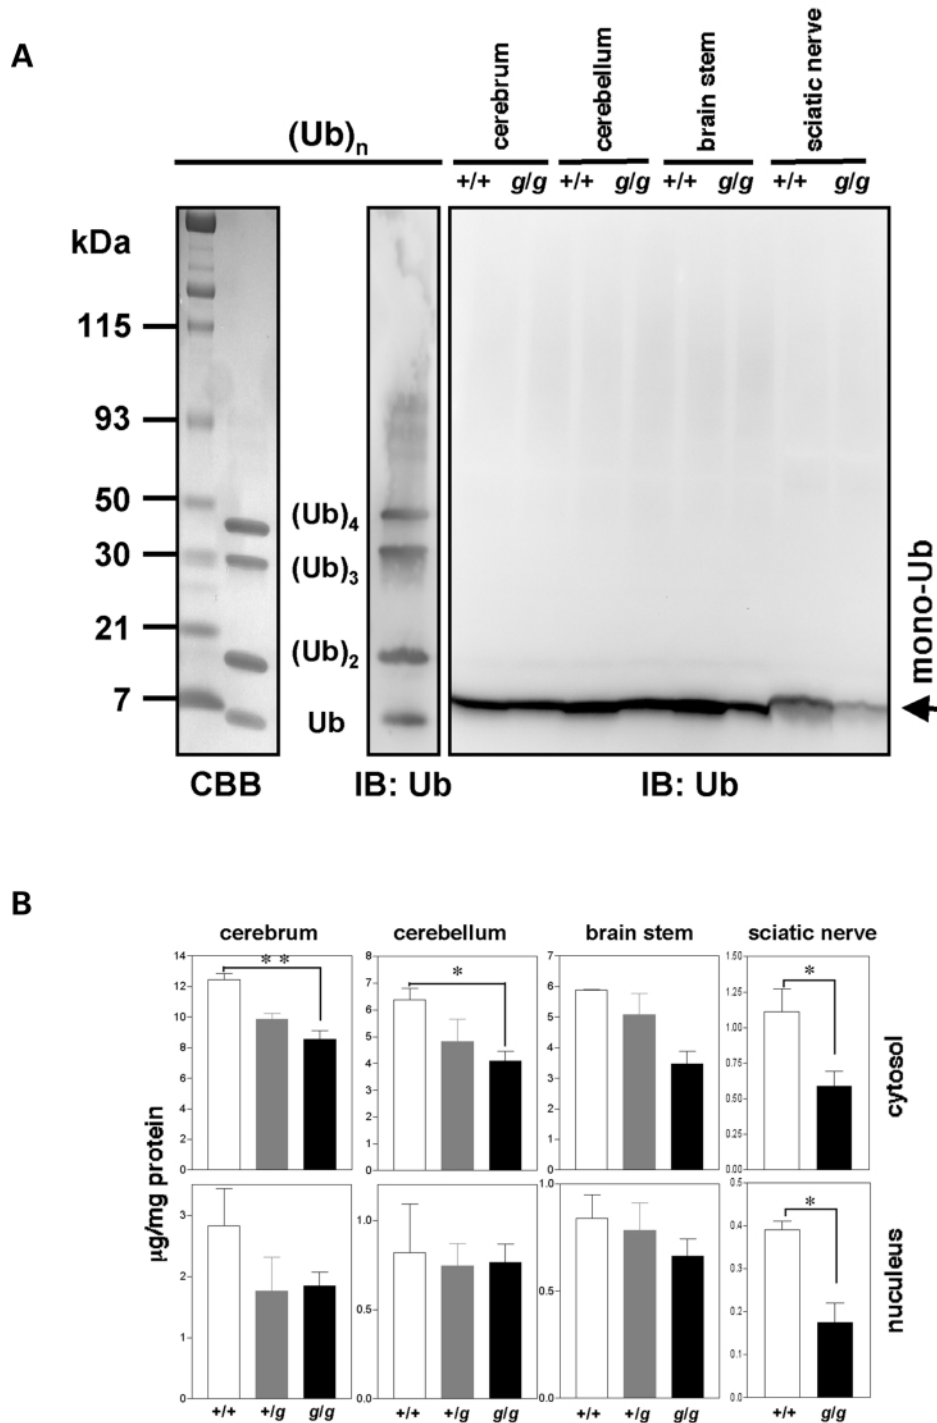 A
cerebrum
cerebellum
brain stem
sciatic nerve
(Ub)n
+/+ g/g +/+ g/g +/+ g/g +/+ g/g
kDa
115
93
50
30
21
7
(Ub)4
(Ub)3
(Ub)2
Ub
mono-Ub
CBB IB: Ub IB: Ub
B
cerebrum cerebellum brain stem sciatic nerve
µg/mg protein
14
12
10
8
6
4
2
0
* *
8
7
6
5
4
3
2
1
0
*
7
6
5
4
3
2
1
0
1.50
1.25
1.00
0.75
0.50
0.25
0.00
*
cytosol
3
2
1
0
1.0
0.5
0.0
1.0
0.5
0.0
0.5
0.4
0.3
0.2
0.1
0.0
*
nuculeus
+/+ +/g g/g +/+ +/g g/g +/+ +/g g/g +/+ g/g